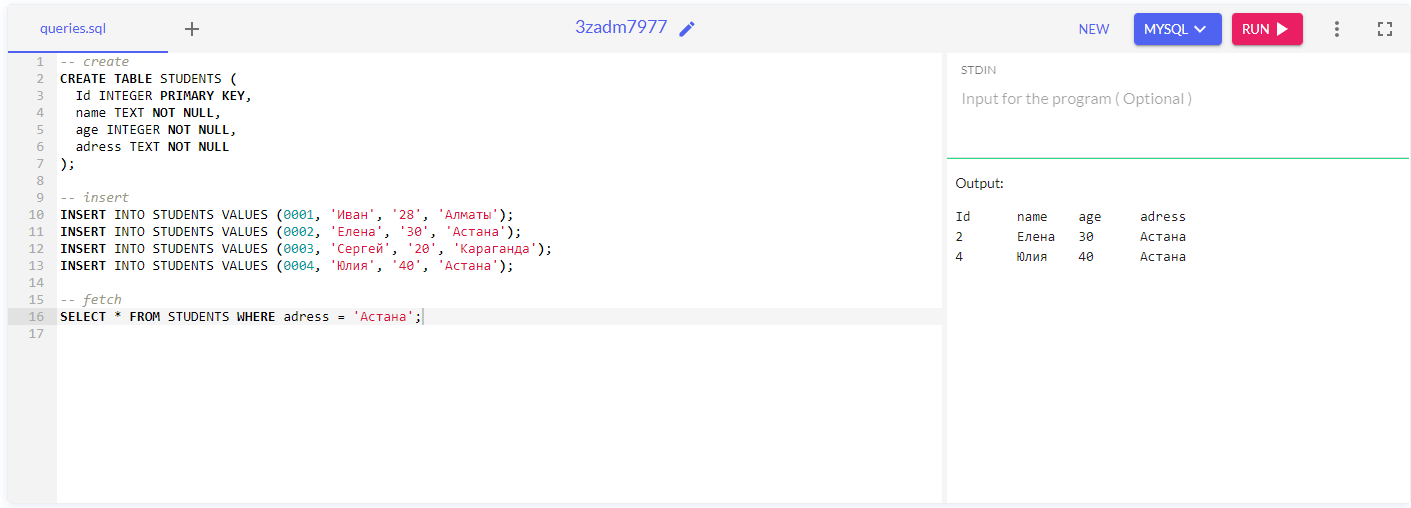 queries.sql
3zadm7977
NEW
MYSQL
RUN
1 -- create
2 CREATE TABLE STUDENTS (
3 Id INTEGER PRIMARY KEY,
4 name TEXT NOT NULL,
5 age INTEGER NOT NULL,
6 adress TEXT NOT NULL
7 );
8
9 -- insert
10 INSERT INTO STUDENTS VALUES (0001, 'Иван', '28', 'Алматы');
11 INSERT INTO STUDENTS VALUES (0002, 'Елена', '30', 'Астана');
12 INSERT INTO STUDENTS VALUES (0003, 'Сергей', '20', 'Караганда');
13 INSERT INTO STUDENTS VALUES (0004, 'Юлия', '40', 'Астана');
14
15 -- fetch
16 SELECT * FROM STUDENTS WHERE adress = 'Астана';
17
STDIN
Input for the program ( Optional )
Output:
Id name age adress
2 Елена 30 Астана
4 Юлия 40 Астана